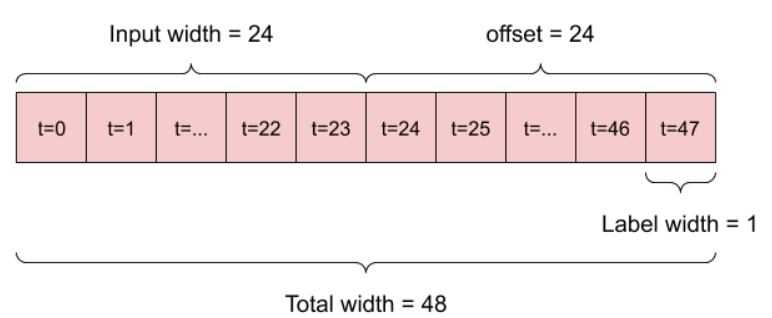 Input width = 24 offset = 24
t=0 t=1 t=... t=22 t=23 t=24 t=25 t=... t=46 t=47
Label width = 1
Total width = 48